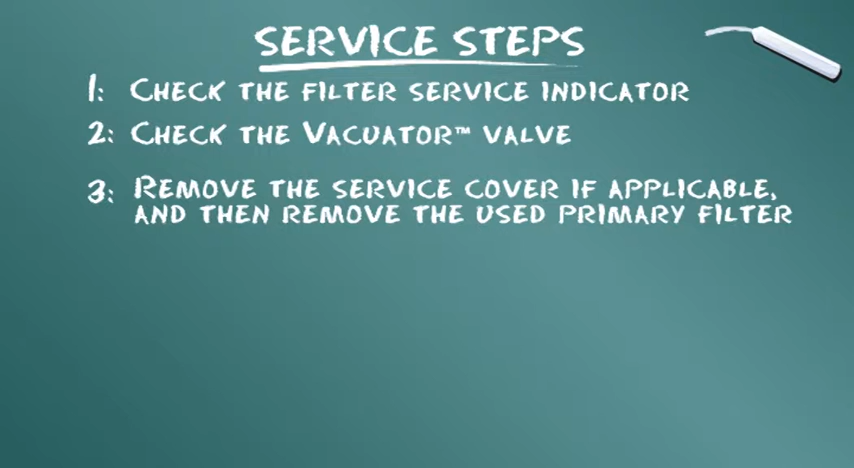 SERVICE STEPS
1: CHECK THE FILTER SERVICE INDICATOR
2: CHECK THE VACUATOR™ VALVE
3: REMOVE THE SERVICE COVER IF APPLICABLE,
AND THEN REMOVE THE USED PRIMARY FILTER